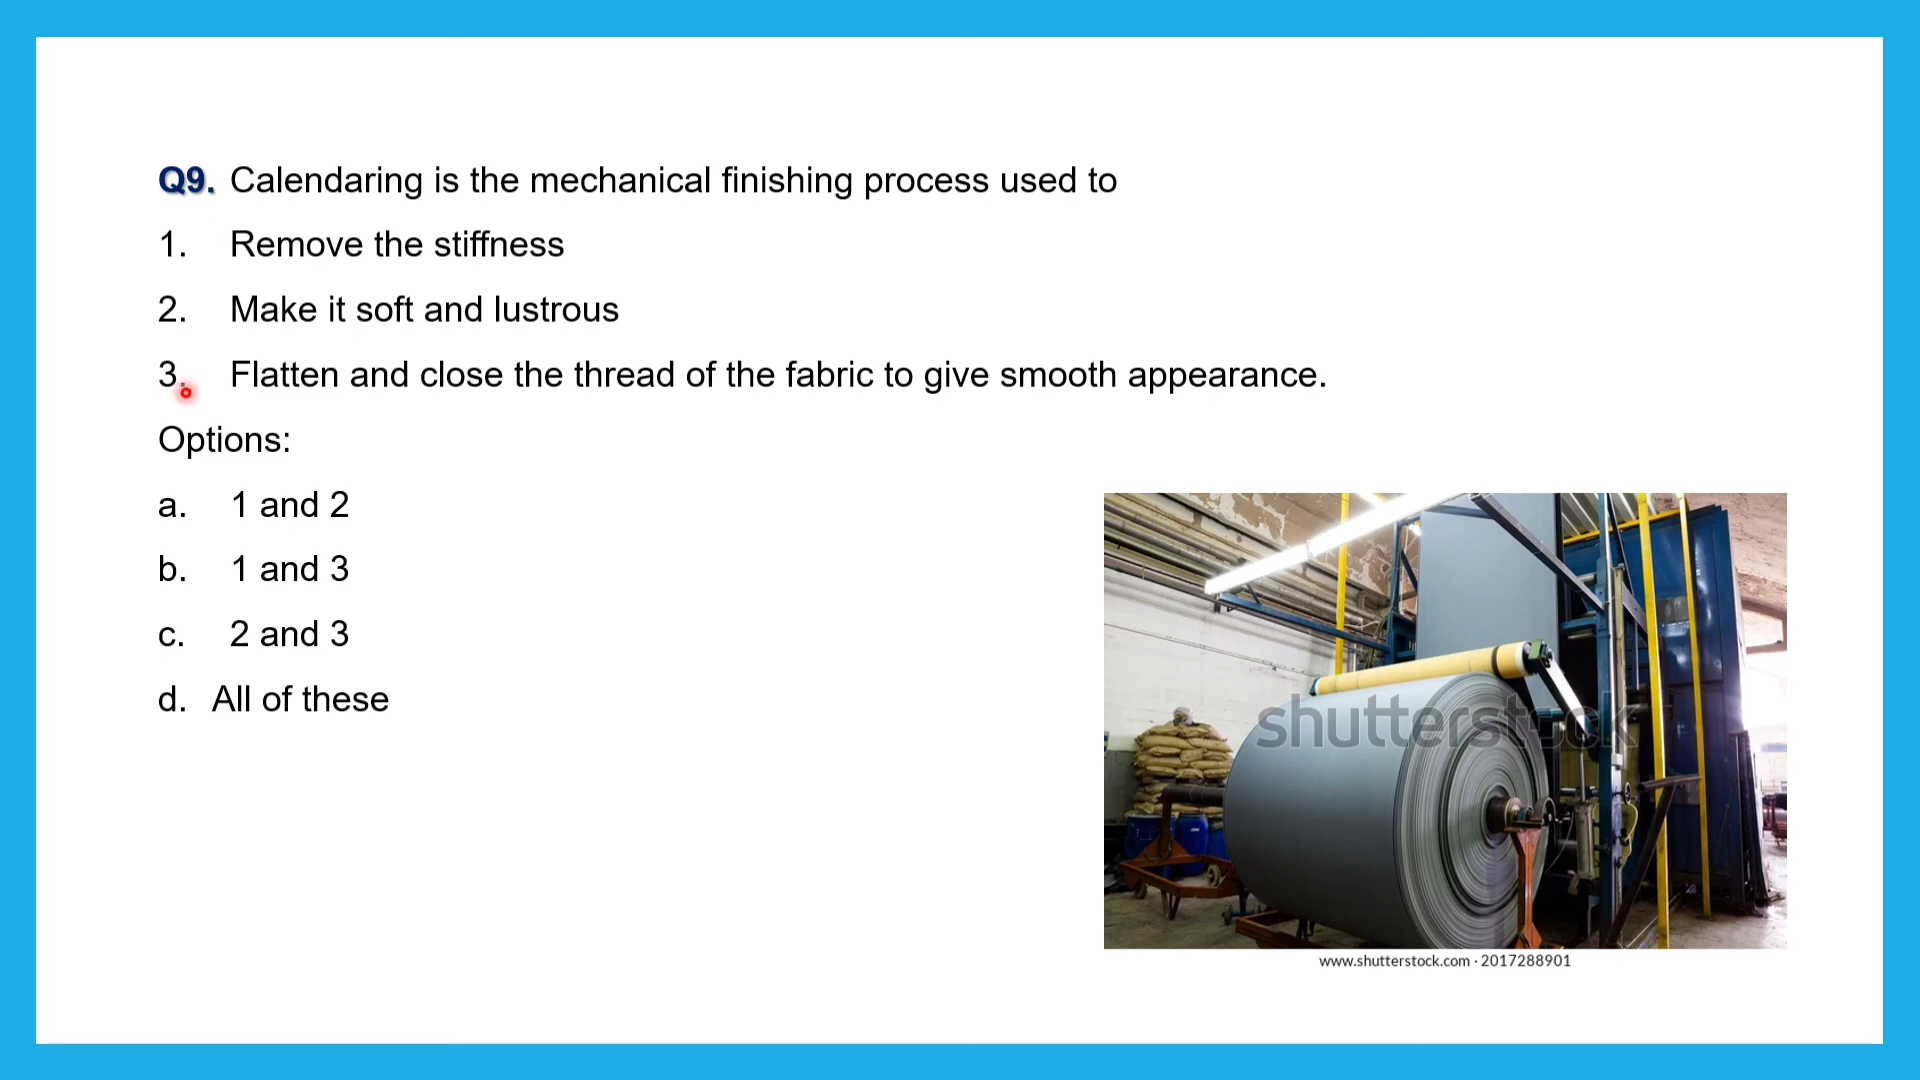 Q9. Calendaring is the mechanical finishing process used to
1. Remove the stiffness
2. Make it soft and lustrous
3. Flatten and close the thread of the fabric to give smooth appearance.
Options:
a. 1 and 2
b. 1 and 3
c. 2 and 3
d. All of these
shutterstock
www.shutterstock.com · 2017288901